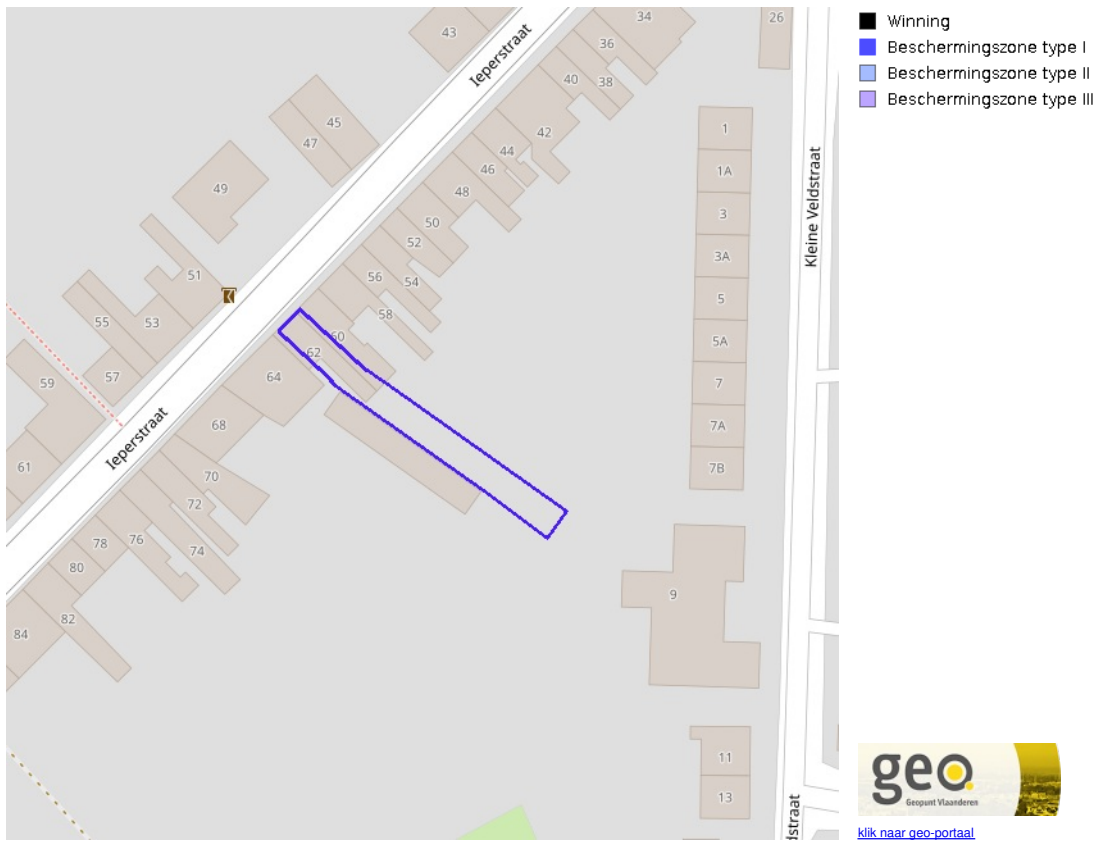 43
Ieperstraat
34
26
36
40
38
45
47
42
44
46
49
48
50
52
51
56
54
58
55
53
60
62
57
59
64
68
61
Ieperstraat
70
72
78
76
74
80
82
84
1
1A
3
3A
5
5A
7
7A
7B
9
11
13
Kleine Veldstraat
dstraat
Winning
Beschermingszone type I
Beschermingszone type II
Beschermingszone type III
geo.
Geopunt Vlaanderen
klik naar geo-portaal